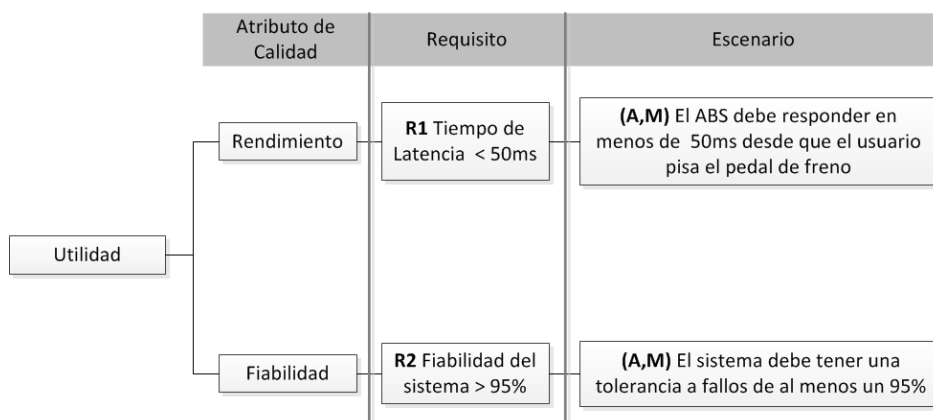 Atributo de
Calidad
Requisito
Escenario
Rendimiento
R1 Tiempo de
Latencia < 50ms
(A,M) El ABS debe responder en
menos de 50ms desde que el usuario
pisa el pedal de freno
Utilidad
Fiabilidad
R2 Fiabilidad del
sistema > 95%
(A,M) El sistema debe tener una
tolerancia a fallos de al menos un 95%